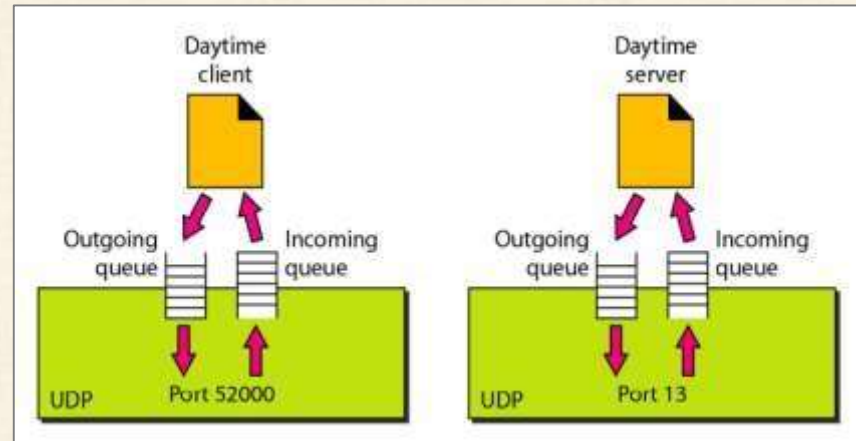 Daytime
client
Outgoing
queue
Incoming
queue
UDP
Port 52000
Daytime
server
Outgoing
queue
Incoming
queue
UDP
Port 13